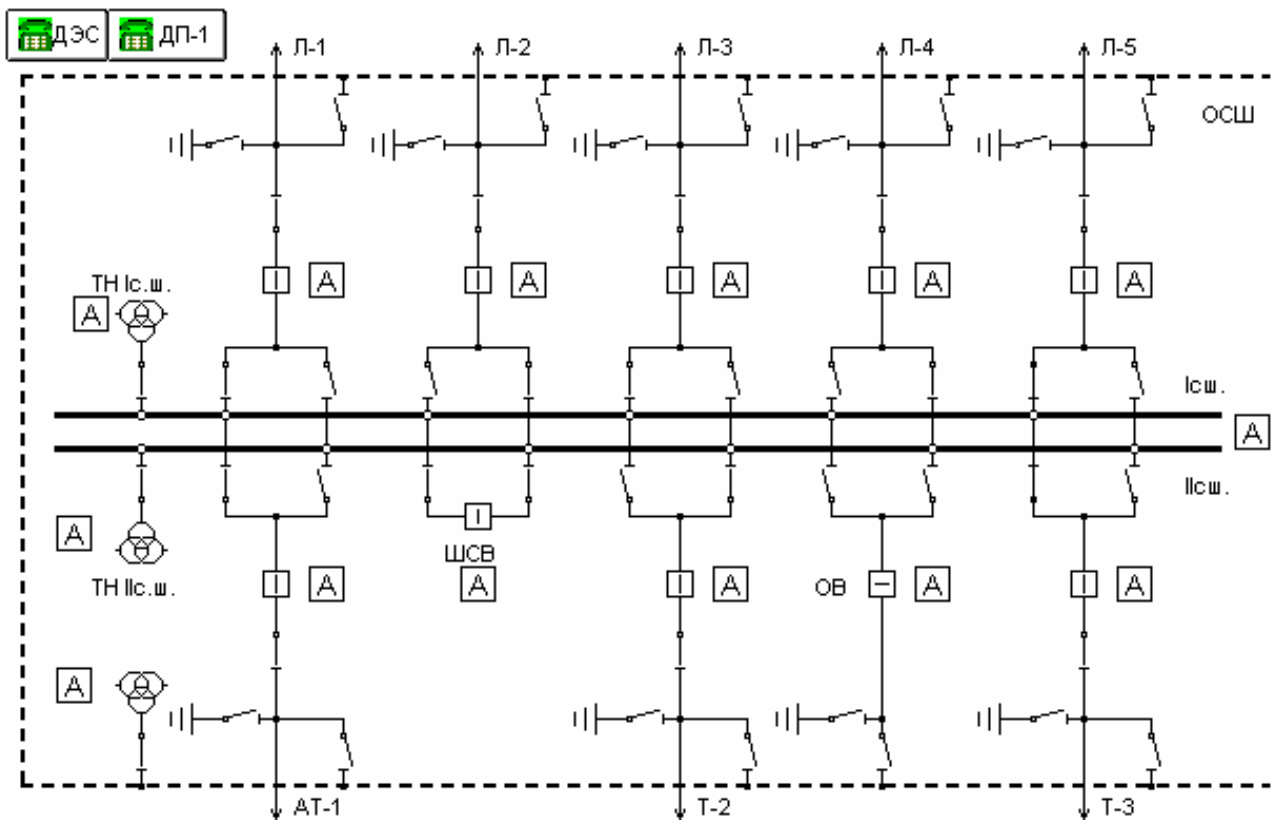 ДЭС ДП-1
Л-1 Л-2 Л-3 Л-4 Л-5
ОСШ
А А А А А
ТН Iс.ш.
А
Iсш.
А
IIсш.
А
ШСВ
ТН IIс.ш.
А А А ОВ А А
А
АТ-1 Т-2 Т-3